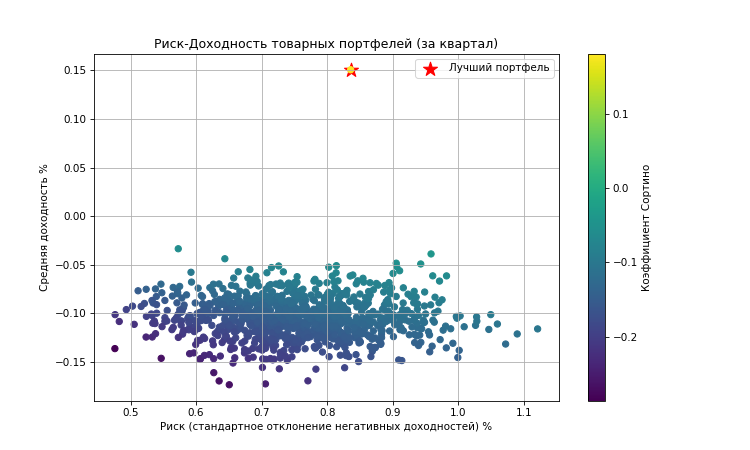 Риск-Доходность товарных портфелей (за квартал)
Лучший портфель
Средняя доходность %
0.15
0.10
0.05
0.00
−0.05
−0.10
−0.15
0.5 0.6 0.7 0.8 0.9 1.0 1.1
Риск (стандартное отклонение негативных доходностей) %
0.1
0.0
−0.1
−0.2
Коэффициент Сортино